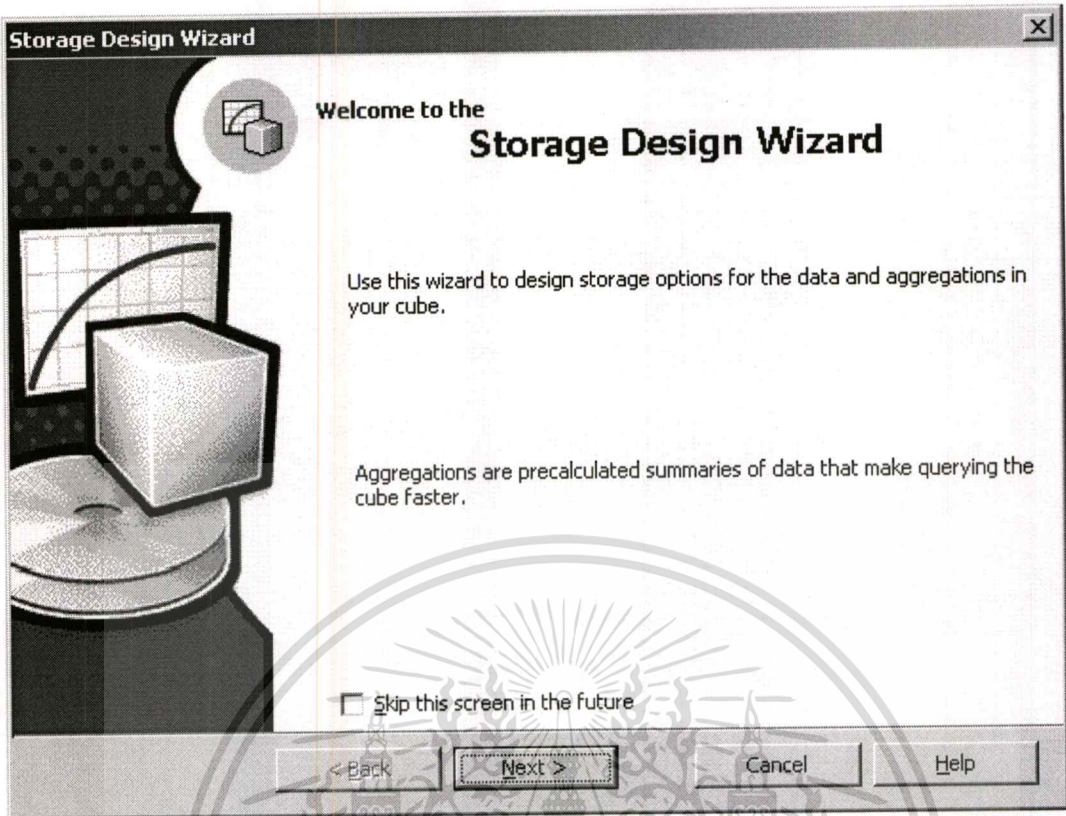 Storage Design Wizard
Welcome to the
Storage Design Wizard
Use this wizard to design storage options for the data and aggregations in
your cube.
Aggregations are precalculated summaries of data that make querying the
cube faster.
Skip this screen in the future
< Back
Next >
Cancel
Help